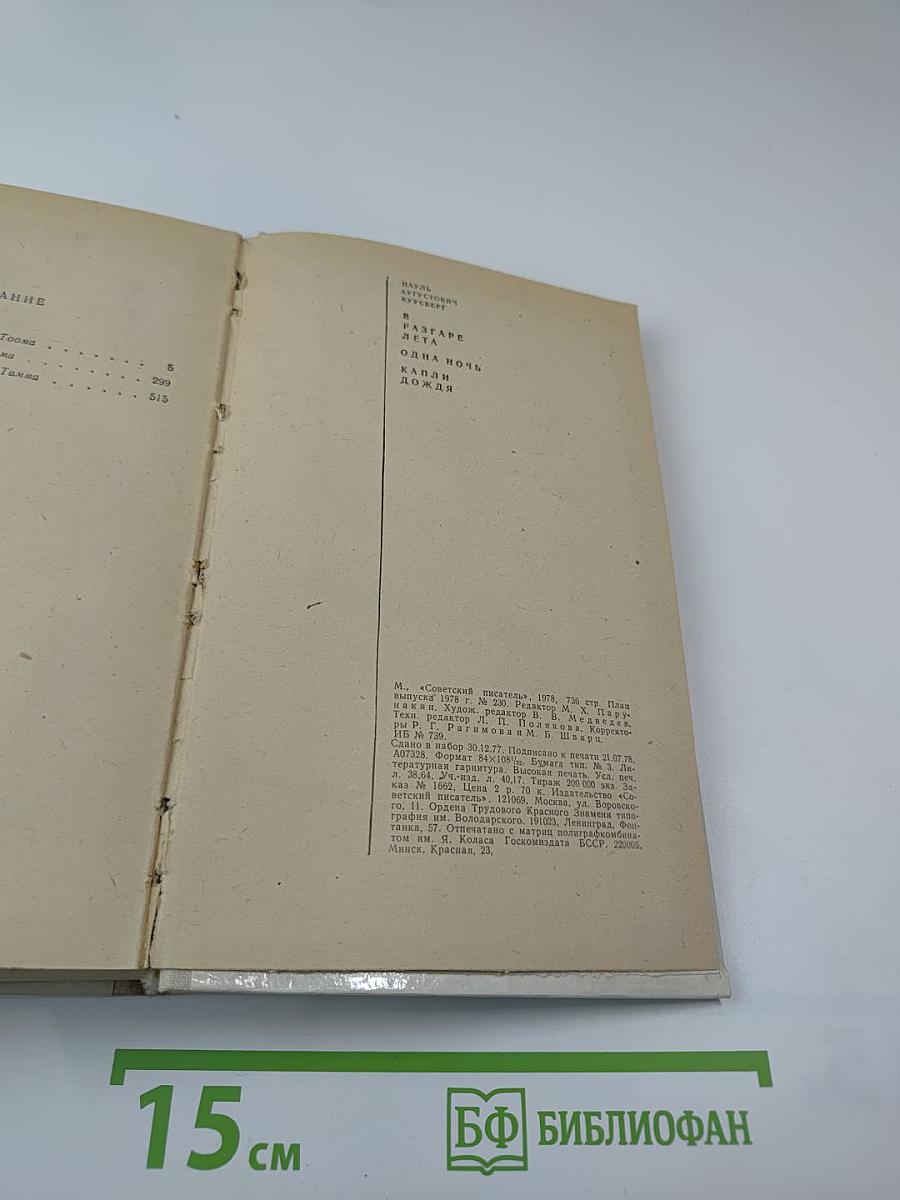 АНИЕ
Тоома . . . . . . . 5
ма . . . . . . . . 299
Тамма . . . . . . 515
ПАУЛЬ
АУГУСТОВИЧ
КУУСБЕРГ
В
РАЗГАРЕ
ЛЕТА
ОДНА НОЧЬ
КАПЛИ
ДОЖДЯ
М., «Советский писатель», 1978, 736 стр. План
выпуска 1978 г. № 230. Редактор М. Х. Пару-
накян. Худож. редактор В. В. Медведев.
Техн. редактор Л. П. Полякова. Корректо-
ры Р. Г. Рагимова и М. Б. Шварц.
ИБ № 739.
Сдано в набор 30.12.77. Подписано к печати 21.07.78.
А07328. Формат 84×108¹/₃₂. Бумага тип. № 3. Ли-
тературная гарнитура. Высокая печать. Усл. печ.
л. 38,64. Уч.-изд. л. 40,17. Тираж 200 000 экз. За-
каз № 1662. Цена 2 р. 70 к. Издательство «Со-
ветский писатель». 121069, Москва, ул. Воровско-
го, 11. Ордена Трудового Красного Знамени типо-
графия им. Володарского. 191023, Ленинград, Фон-
танка, 57. Отпечатано с матриц полиграфкомбина-
том им. Я. Коласа Госкомиздата БССР. 220005,
Минск, Красная, 23.
15 см
БФ БИБЛИОФАН